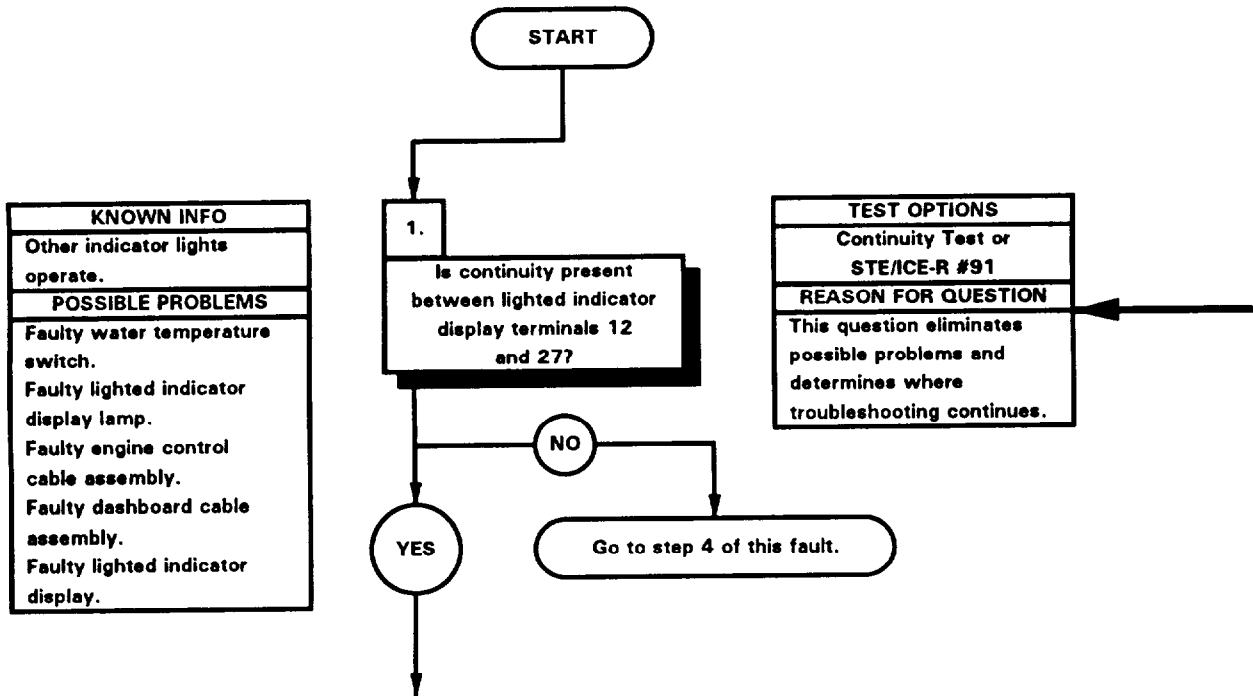 START
KNOWN INFO
Other indicator lights
operate.
POSSIBLE PROBLEMS
Faulty water temperature
switch.
Faulty lighted indicator
display lamp.
Faulty engine control
cable assembly.
Faulty dashboard cable
assembly.
Faulty lighted indicator
display.
1.
Is continuity present
between lighted indicator
display terminals 12
and 27?
TEST OPTIONS
Continuity Test or
STE/ICE-R #91
REASON FOR QUESTION
This question eliminates
possible problems and
determines where
troubleshooting continues.
NO
YES
Go to step 4 of this fault.